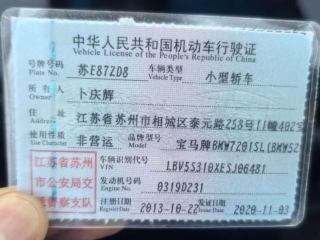 中华人民共和国机动车行驶证
Vehicle License of the People's Republic of China
号牌号码 苏E87ZD8 车辆类型 小型轿车
Plate No. Vehicle Type
所有人 卜庆辉
Owner
住址 江苏省苏州市相城区泰元路258号11幢402室
Address
使用性质 非营运 品牌型号 宝马牌BMW7201SL(BMW52
Use Character Model
江苏省苏州 车辆识别代号 LBV5S310XESJ06481
VIN
市公安局交 发动机号码 0319D231
Engine No.
通警察支队 注册日期 2013-10-22 发证日期 2020-11-03
Register Date Issue Date